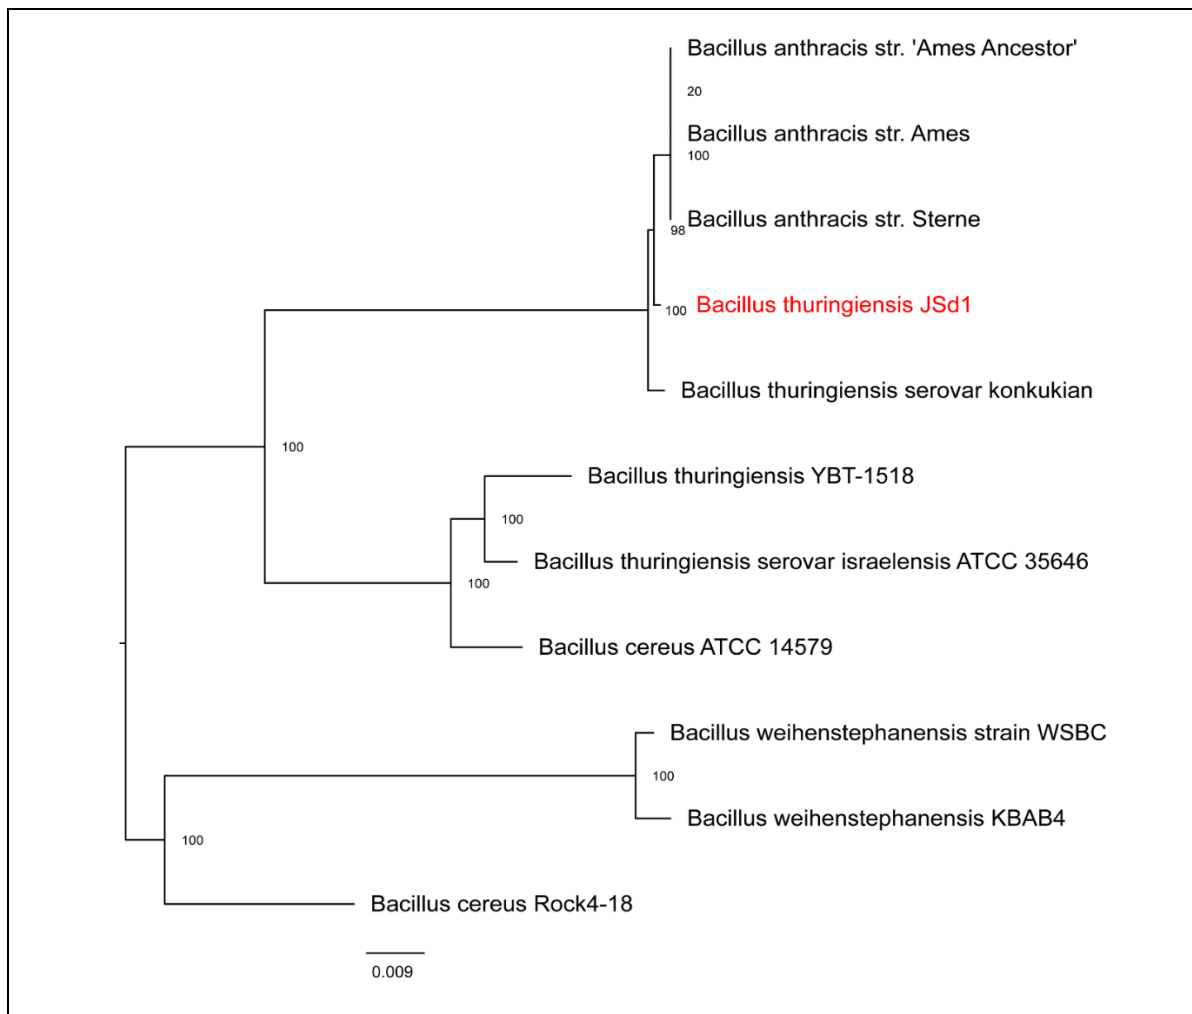 Bacillus anthracis str. 'Ames Ancestor'
20
Bacillus anthracis str. Ames
100
Bacillus anthracis str. Sterne
98
100 Bacillus thuringiensis JSd1
Bacillus thuringiensis serovar konkukian
100
Bacillus thuringiensis YBT-1518
100
Bacillus thuringiensis serovar israelensis ATCC 35646
100
Bacillus cereus ATCC 14579
Bacillus weihenstephanensis strain WSBC
100
Bacillus weihenstephanensis KBAB4
100
Bacillus cereus Rock4-18
0.009